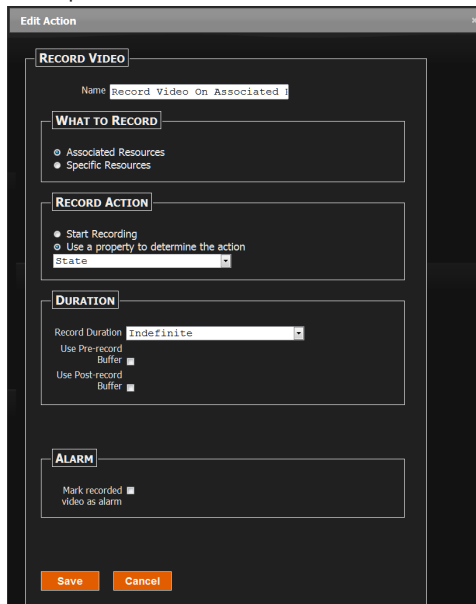 Edit Action
×
RECORD VIDEO
Name Record Video On Associated
WHAT TO RECORD
Associated Resources
Specific Resources
RECORD ACTION
Start Recording
Use a property to determine the action
State
DURATION
Record Duration Indefinite
Use Pre-record
Buffer
Use Post-record
Buffer
ALARM
Mark recorded
video as alarm
Save Cancel